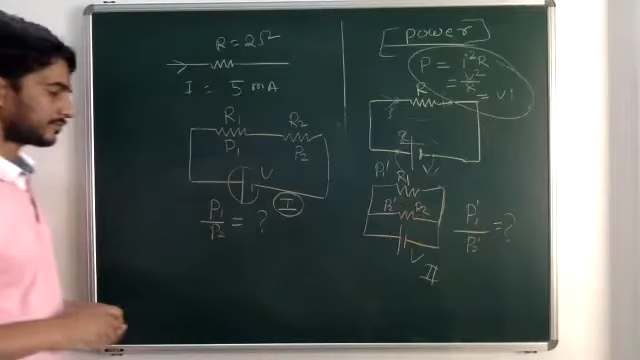 R = 2Ω
I = 5 mA
R₁ R₂
P₁ P₂
V
I
P₁/P₂ = ?
power
P = i²R
= V²/R = Vi
R
i
V
P₁' R₁
P₂' R₂
V
II
P₁'/P₂' = ?